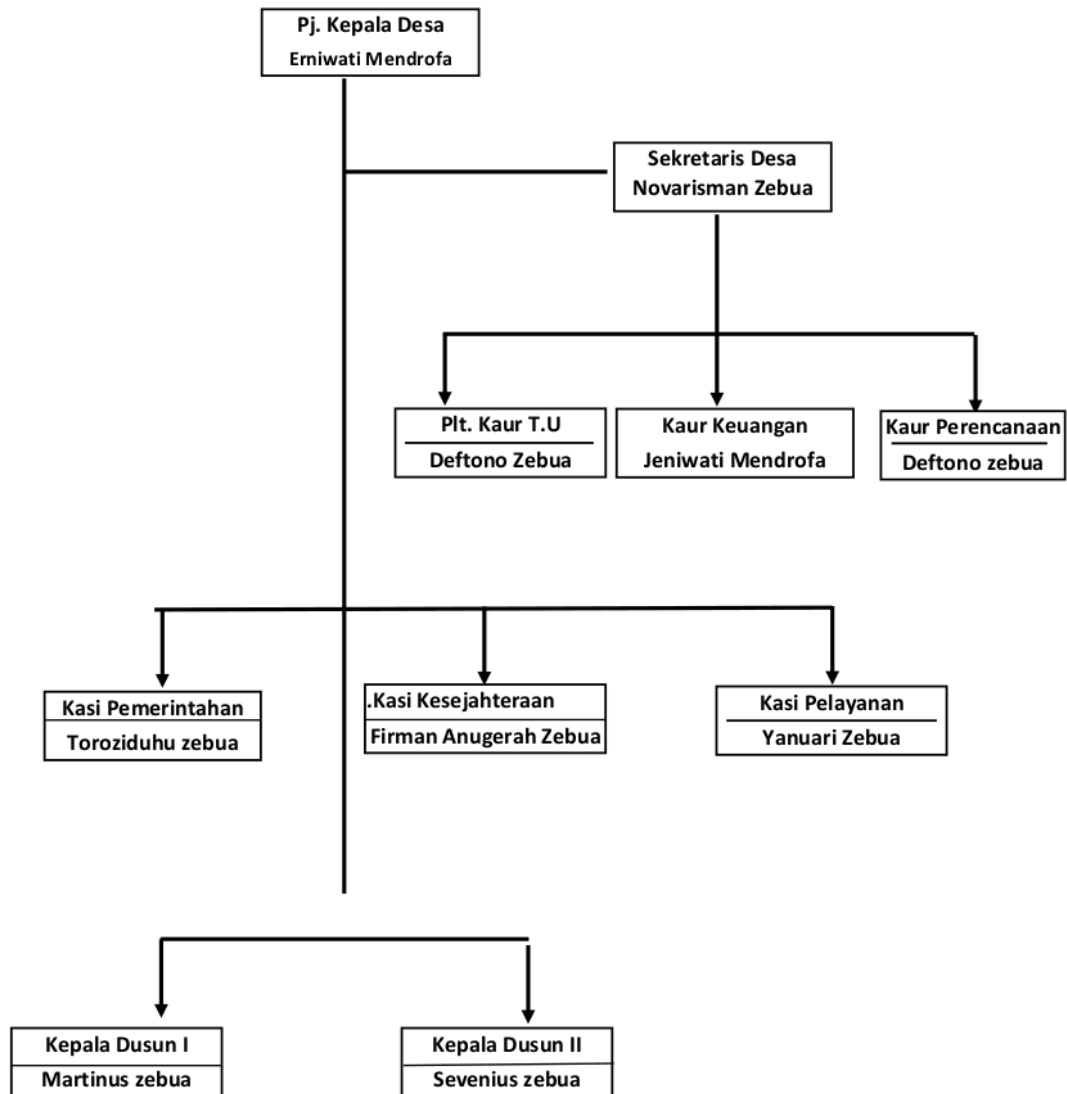 Pj. Kepala Desa
Erniwati Mendrofa
Sekretaris Desa
Novarisman Zebua
Plt. Kaur T.U
Deftono Zebua
Kaur Keuangan
Jeniwati Mendrofa
Kaur Perencanaan
Deftono zebua
Kasi Pemerintahan
Toroziduhu zebua
.Kasi Kesejahteraan
Firman Anugerah Zebua
Kasi Pelayanan
Yanuari Zebua
Kepala Dusun I
Martinus zebua
Kepala Dusun II
Sevenius zebua